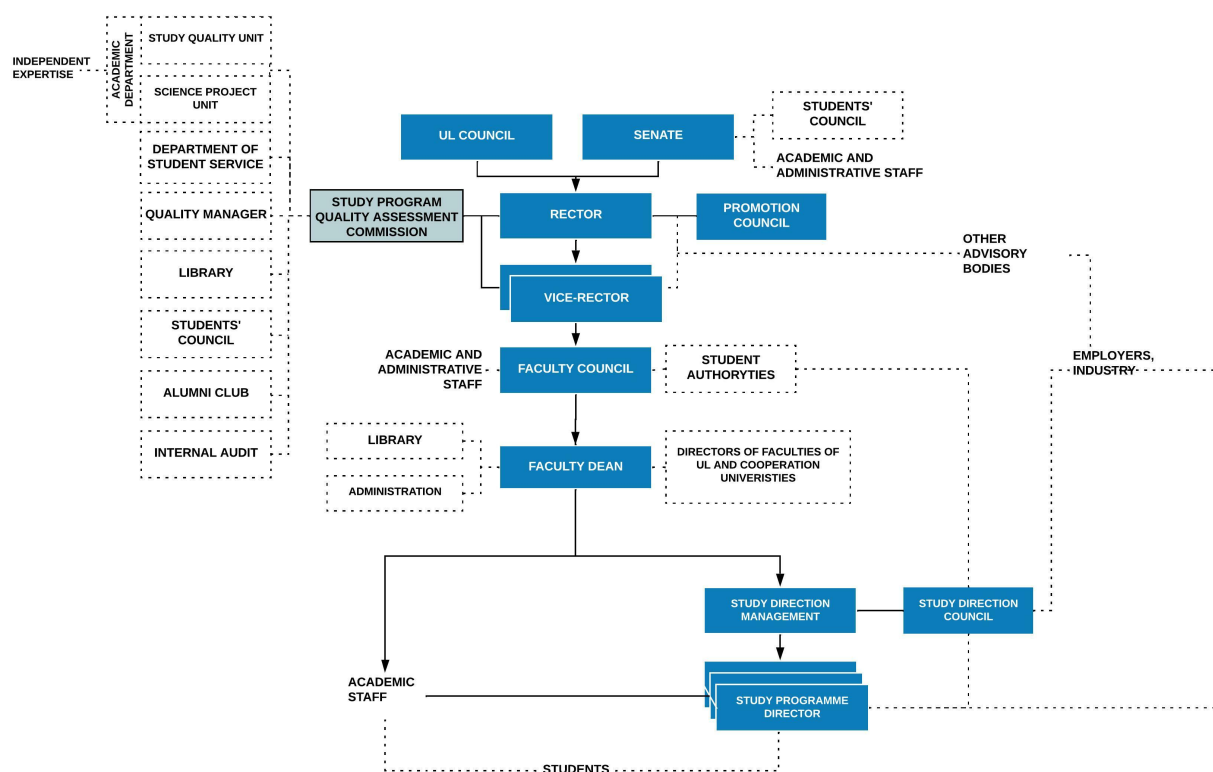 STUDY QUALITY UNIT
INDEPENDENT
EXPERTISE
ACADEMIC
DEPARTMENT
SCIENCE PROJECT
UNIT
DEPARTMENT OF
STUDENT SERVICE
QUALITY MANAGER
LIBRARY
STUDENTS'
COUNCIL
ALUMNI CLUB
INTERNAL AUDIT
UL COUNCIL
SENATE
STUDENTS'
COUNCIL
ACADEMIC AND
ADMINISTRATIVE STAFF
STUDY PROGRAM
QUALITY ASSESSMENT
COMMISSION
RECTOR
PROMOTION
COUNCIL
OTHER
ADVISORY
BODIES
VICE-RECTOR
ACADEMIC AND
ADMINISTRATIVE
STAFF
FACULTY COUNCIL
STUDENT
AUTHORYTIES
EMPLOYERS,
INDUSTRY
LIBRARY
ADMINISTRATION
FACULTY DEAN
DIRECTORS OF FACULTIES OF
UL AND COOPERATION
UNIVERISTIES
STUDY DIRECTION
MANAGEMENT
STUDY DIRECTION
COUNCIL
ACADEMIC
STAFF
STUDY PROGRAMME
DIRECTOR
STUDENTS